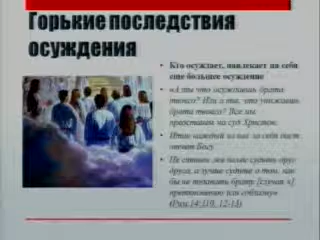 Горькие последствия
осуждения
• Кто осуждает, навлекает на себя
еще большее осуждение
• «А ты что осуждаешь брата
твоего? Или и ты, что унижаешь
брата твоего? Все мы
предстанем на суд Христов.
Итак каждый из нас за себя даст
отчет Богу.
Не станем же более судить друг
друга, а лучше судите о том, как
бы не подавать брату [случая к]
преткновению или соблазну»
(Рим.14:110, 12-13)